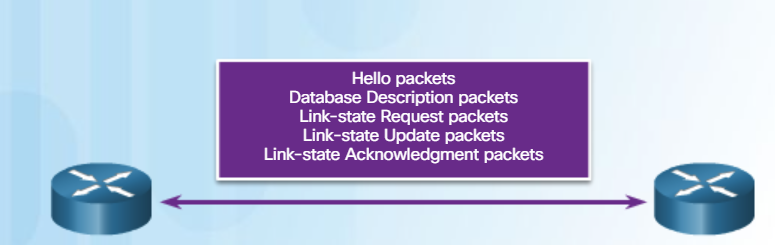 Hello packets
Database Description packets
Link-state Request packets
Link-state Update packets
Link-state Acknowledgment packets